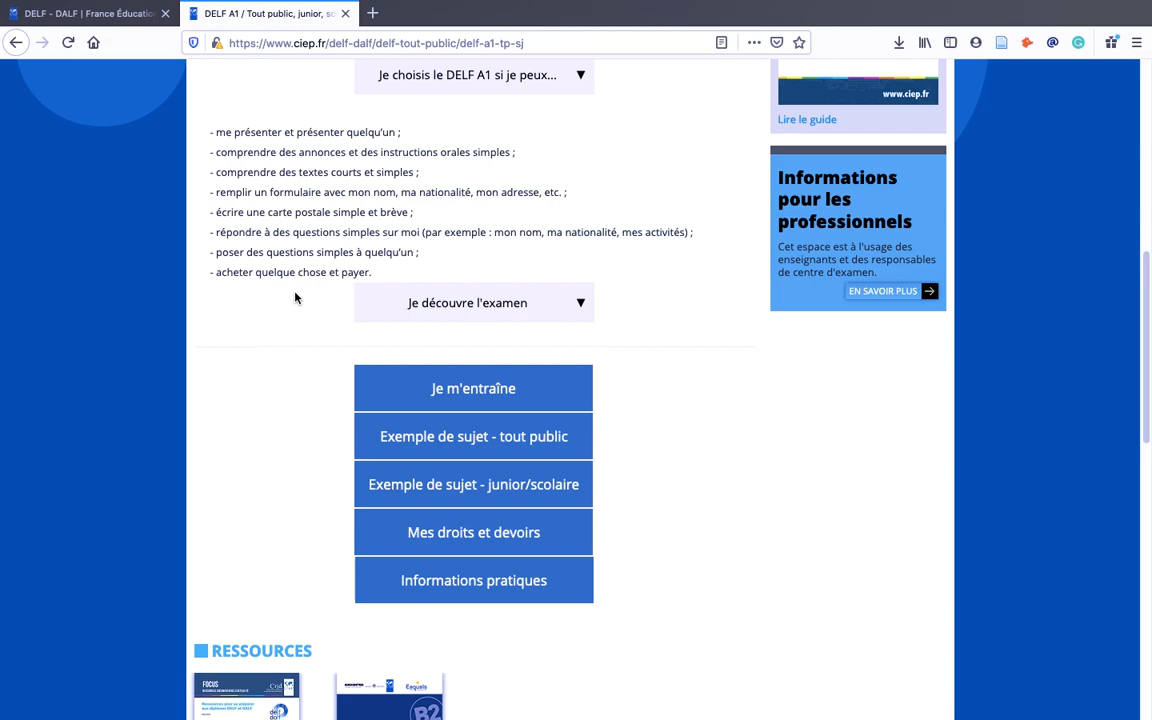 DELF - DALF | France Éducatio
DELF A1 / Tout public, junior, sc
https://www.ciep.fr/delf-dalf/delf-tout-public/delf-a1-tp-sj
Je choisis le DELF A1 si je peux... ▼
- me présenter et présenter quelqu'un ;
- comprendre des annonces et des instructions orales simples ;
- comprendre des textes courts et simples ;
- remplir un formulaire avec mon nom, ma nationalité, mon adresse, etc. ;
- écrire une carte postale simple et brève ;
- répondre à des questions simples sur moi (par exemple : mon nom, ma nationalité, mes activités) ;
- poser des questions simples à quelqu'un ;
- acheter quelque chose et payer.
Je découvre l'examen ▼
Je m'entraîne
Exemple de sujet - tout public
Exemple de sujet - junior/scolaire
Mes droits et devoirs
Informations pratiques
RESSOURCES
FOCUS
delf
dalf
Eaquals
B2
www.ciep.fr
Lire le guide
Informations
pour les
professionnels
Cet espace est à l'usage des
enseignants et des responsables
de centre d'examen.
EN SAVOIR PLUS →